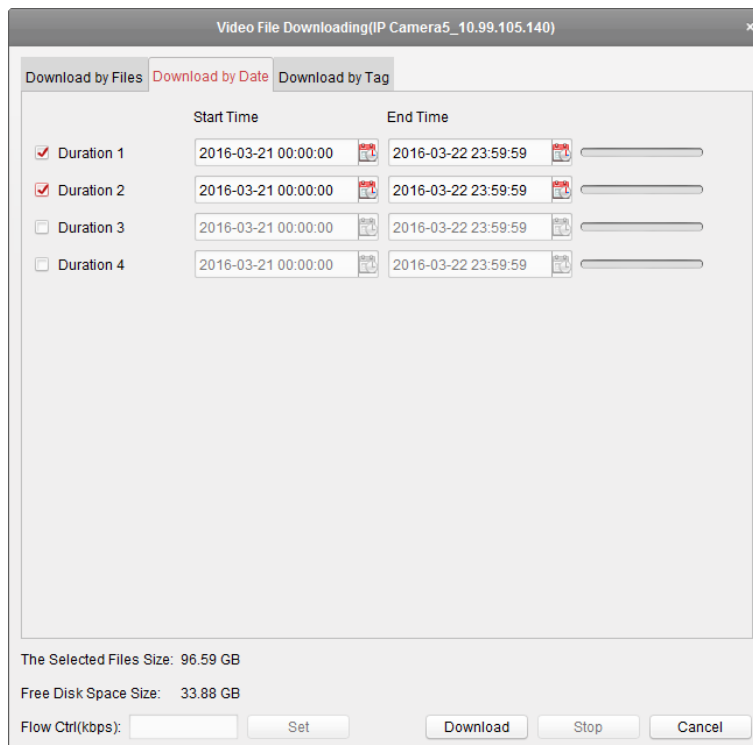 Video File Downloading(IP Camera5_10.99.105.140)
Download by Files Download by Date Download by Tag
Start Time End Time
Duration 1 2016-03-21 00:00:00 2016-03-22 23:59:59
Duration 2 2016-03-21 00:00:00 2016-03-22 23:59:59
Duration 3 2016-03-21 00:00:00 2016-03-22 23:59:59
Duration 4 2016-03-21 00:00:00 2016-03-22 23:59:59
The Selected Files Size: 96.59 GB
Free Disk Space Size: 33.88 GB
Flow Ctrl(kbps): Set Download Stop Cancel